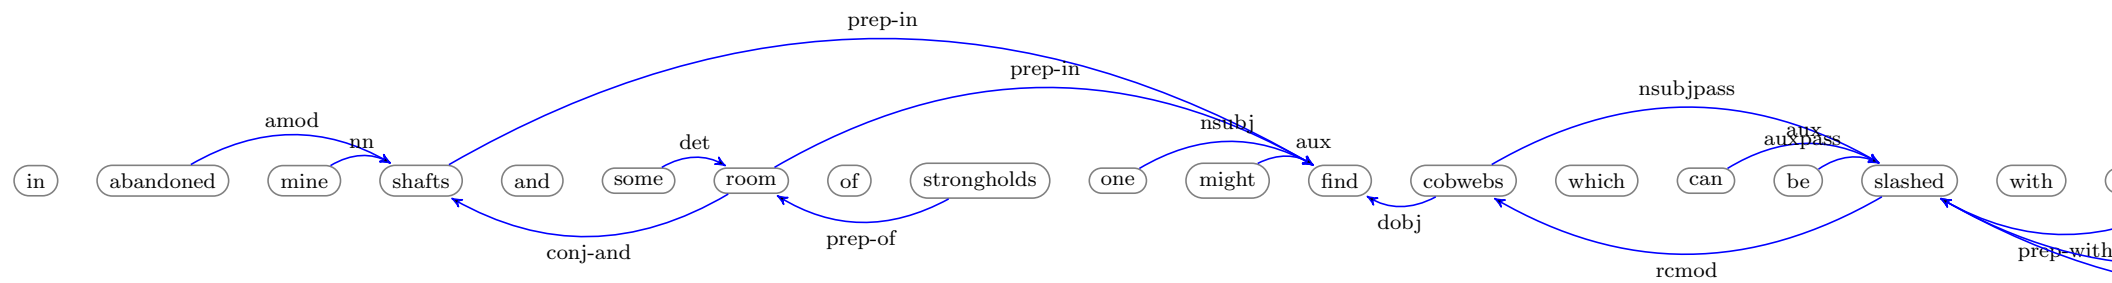 prep-in
prep-in
nsubjpass
amod
nn
det
nsubj
aux
aux
auxpass
in abandoned mine shafts and some room of strongholds one might find cobwebs which can be slashed with
conj-and
prep-of
dobj
rcmod
prep-with